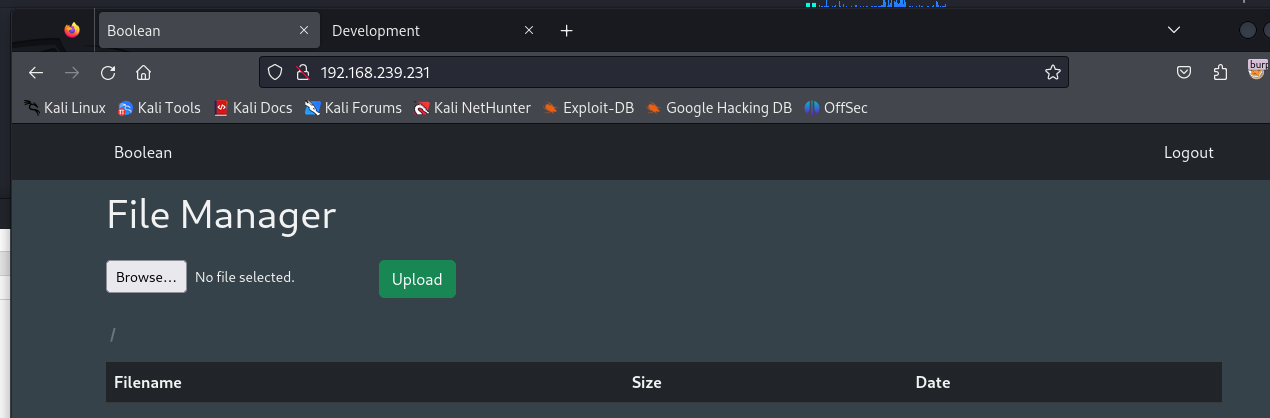 Boolean Development
192.168.239.231
burp
Kali Linux Kali Tools Kali Docs Kali Forums Kali NetHunter Exploit-DB Google Hacking DB OffSec
Boolean Logout
File Manager
Browse... No file selected. Upload
/
Filename Size Date